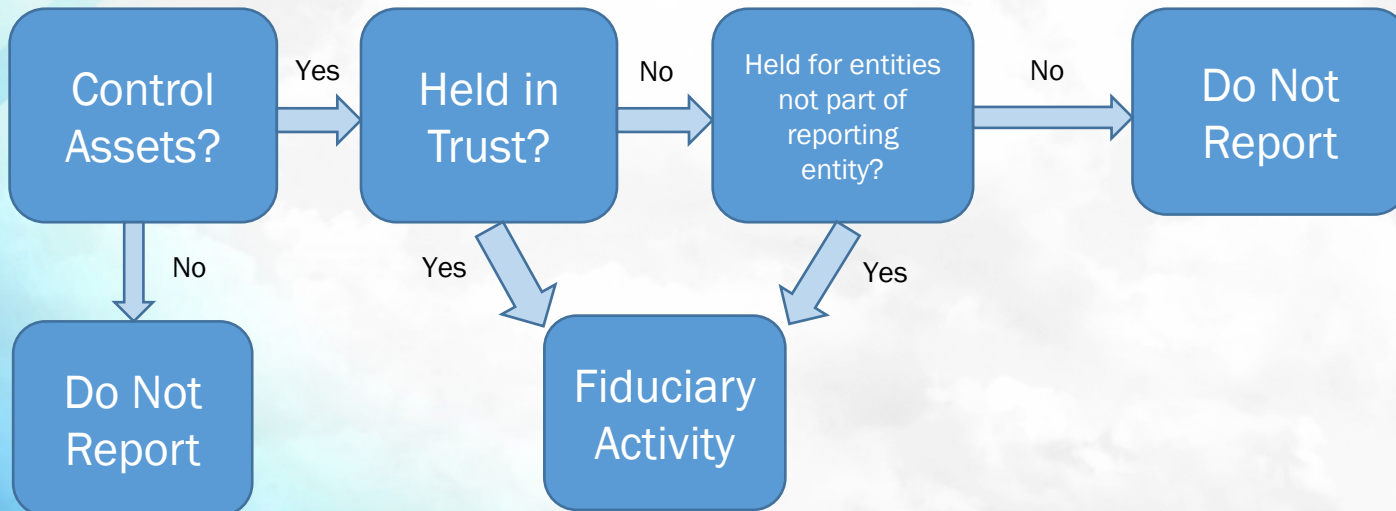 Control
Assets?
Yes
Held in
Trust?
No
Held for entities
not part of
reporting
entity?
No
Do Not
Report
No
Yes
Yes
Do Not
Report
Fiduciary
Activity